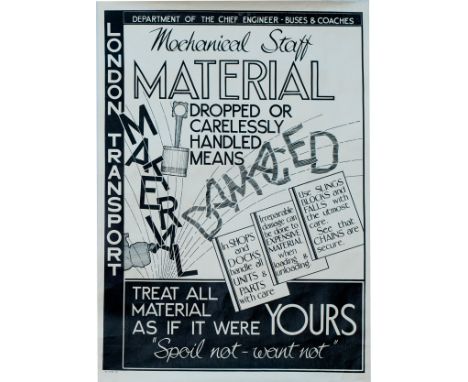 DEPARTMENT OF THE CHIEF ENGINEER - BUSES & COACHES
LONDON TRANSPORT
Mechanical Staff
MATERIAL
DROPPED OR
CARELESSLY
HANDLED
MEANS
MATERIAL
DAMAGED
In SHOPS
and
DOCKS
handle all
UNITS &
PARTS
with care
Irreparable
damage can
be done to
EXPENSIVE
MATERIAL
when
loading &
unloading
Use SLINGS
BLOCKS and
FALLS with
the utmost
care.
See that
CHAINS are
secure.
TREAT ALL
MATERIAL
AS IF IT WERE YOURS
"Spoil not - want not"